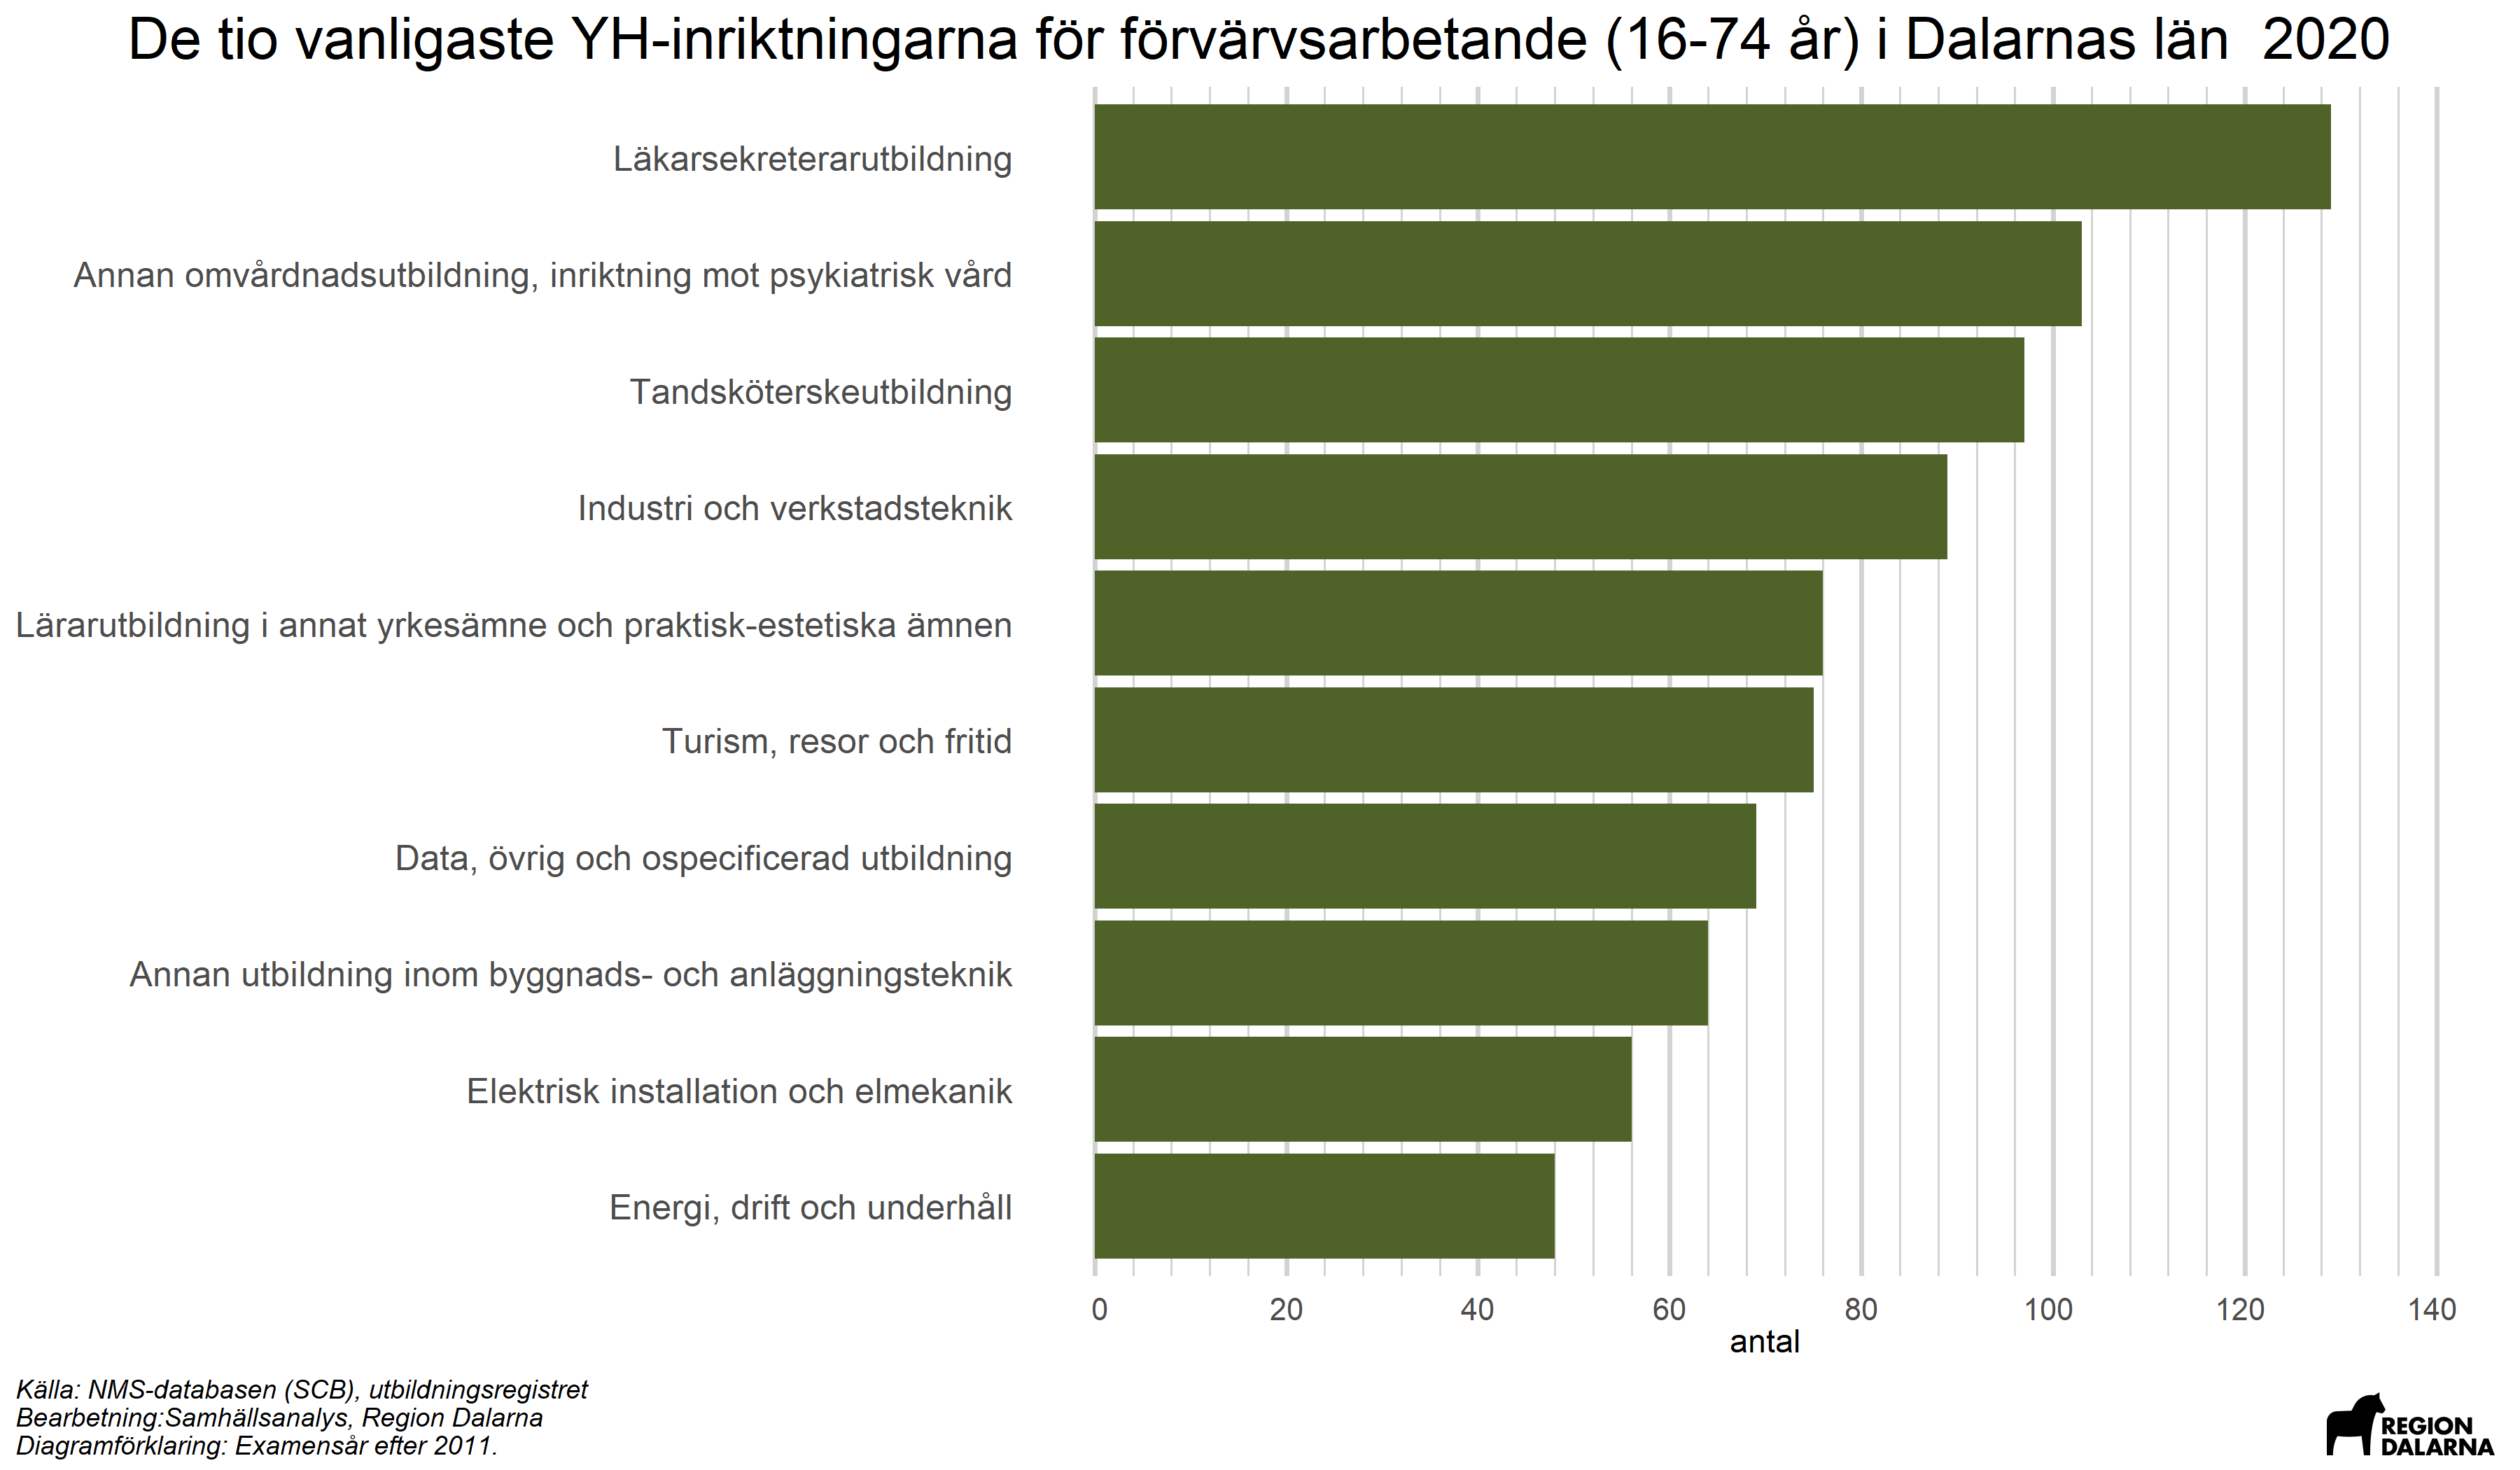 De tio vanligaste YH-inriktningarna för förvärvsarbetande (16-74 år) i Dalarnas län  2020
Läkarsekreterarutbildning
Annan omvårdnadsutbildning, inriktning mot psykiatrisk vård
Tandsköterskeutbildning
Industri och verkstadsteknik
Lärarutbildning i annat yrkesämne och praktisk-estetiska ämnen
Turism, resor och fritid
Data, övrig och ospecificerad utbildning
Annan utbildning inom byggnads- och anläggningsteknik
Elektrisk installation och elmekanik
Energi, drift och underhåll
0 20 40 60 80 100 120 140
antal
Källa: NMS-databasen (SCB), utbildningsregistret
Bearbetning:Samhällsanalys, Region Dalarna
Diagramförklaring: Examensår efter 2011.
REGION
DALARNA